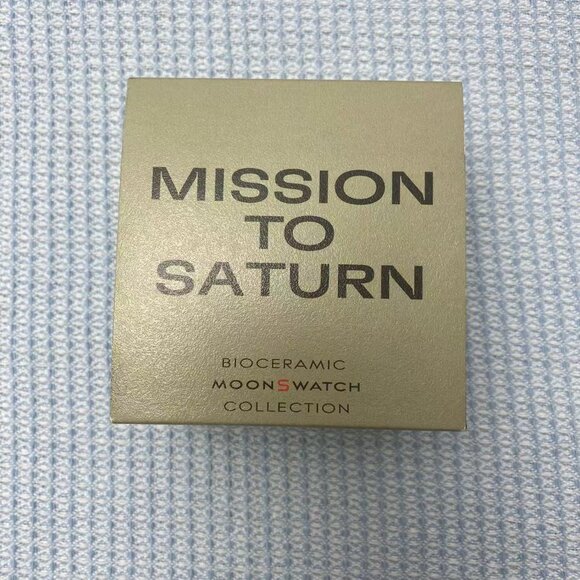 MISSION
TO
SATURN
BIOCERAMIC
MOONSWATCH
COLLECTION